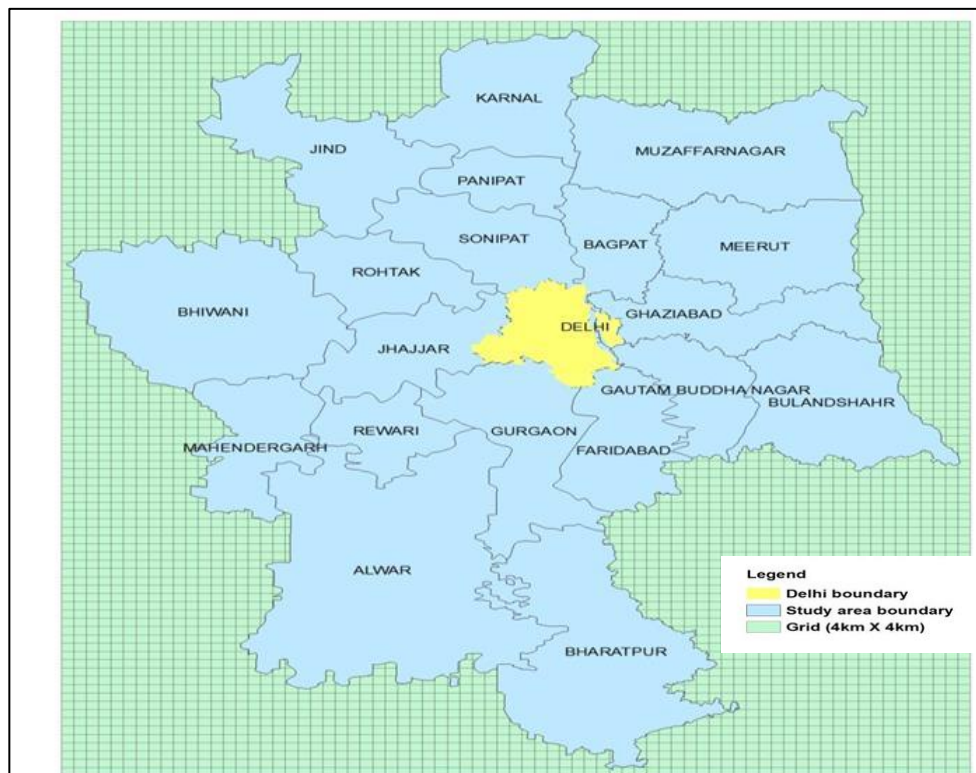 KARNAL
JIND
MUZAFFARNAGAR
PANIPAT
SONIPAT
BAGPAT
MEERUT
ROHTAK
BHIWANI
GHAZIABAD
DELHI
JHAJJAR
GAUTAM BUDDHA NAGAR
BULANDSHAHR
REWARI
GURGAON
MAHENDERGARH
FARIDABAD
ALWAR
BHARATPUR
Legend
Delhi boundary
Study area boundary
Grid (4km X 4km)